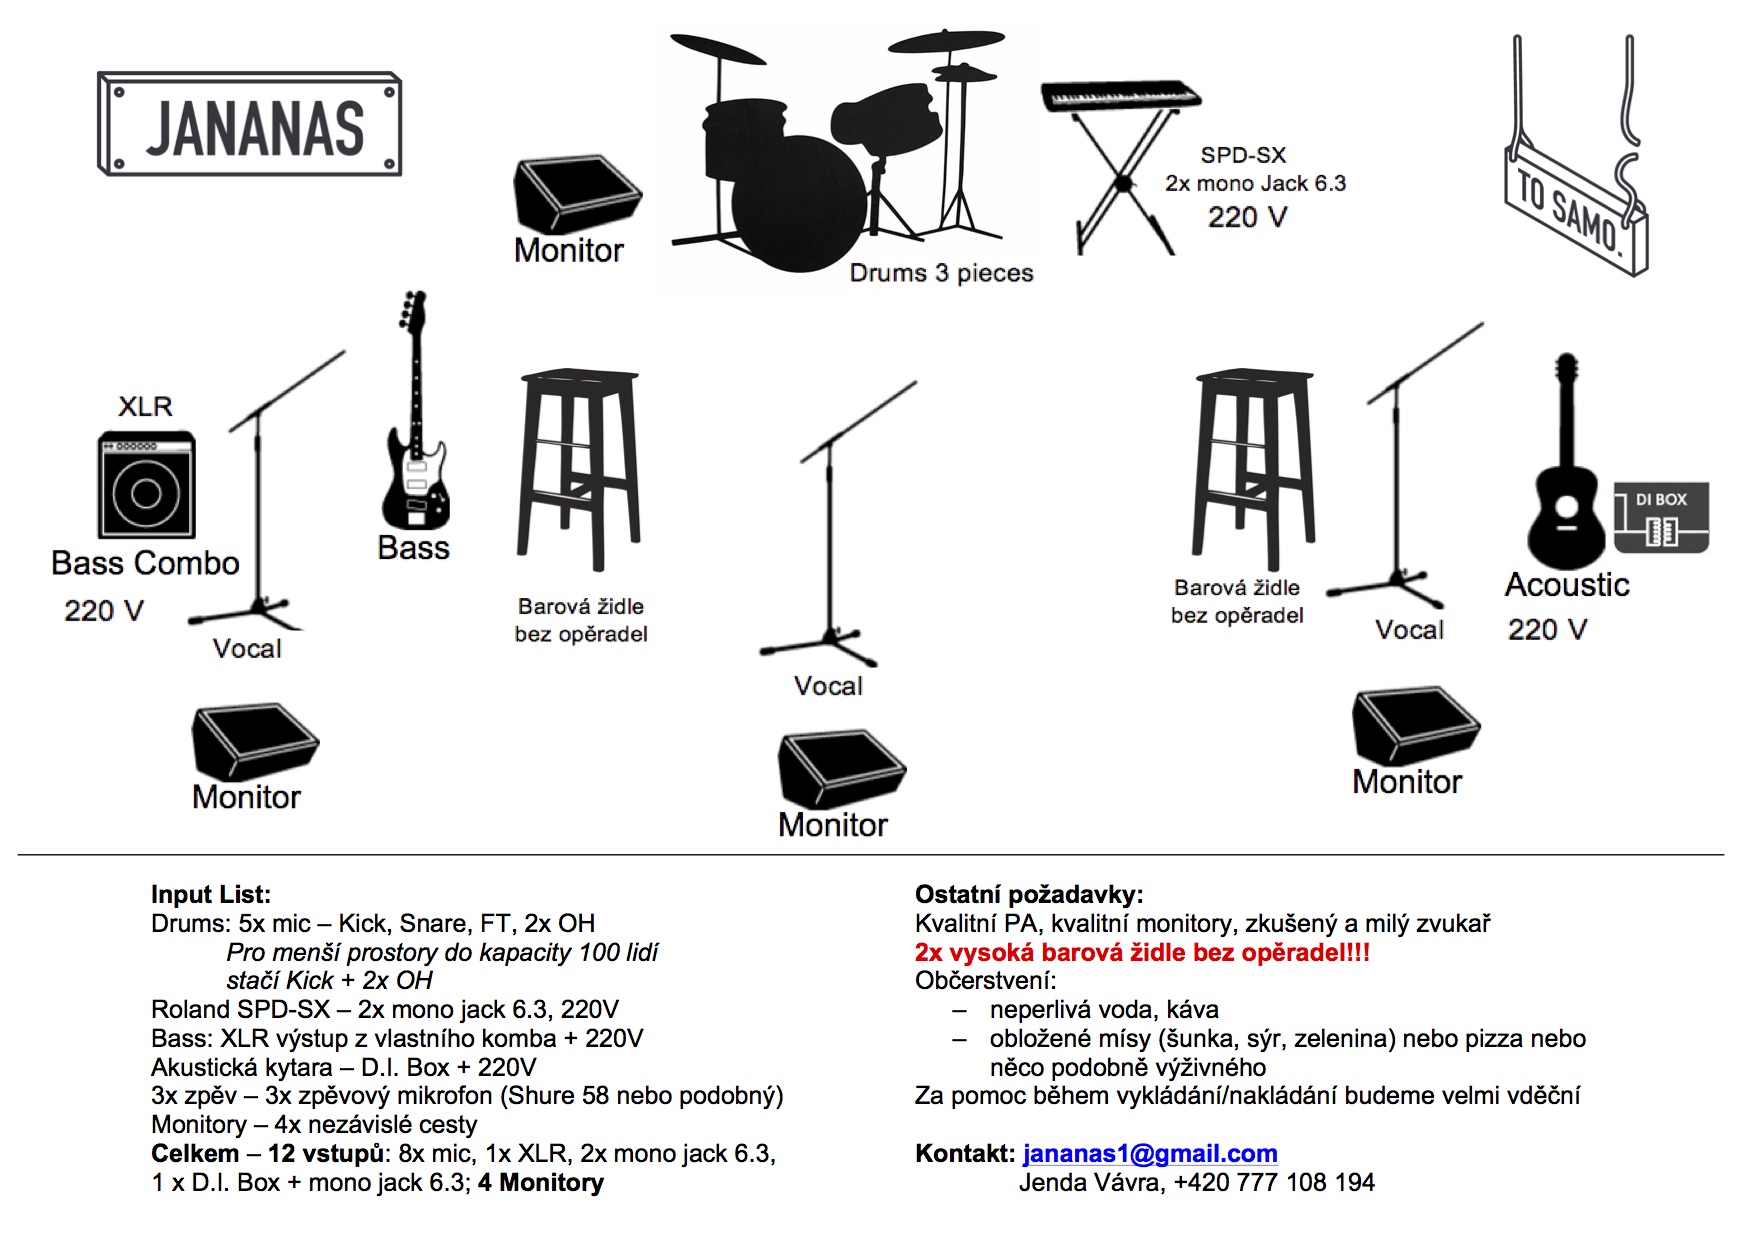 JANANAS
SPD-SX
2x mono Jack 6.3
220 V
TO SAMO.
Monitor
Drums 3 pieces
XLR
Bass Combo
220 V
Vocal
Bass
Barová židle
bez opěradel
Vocal
Barová židle
bez opěradel
Vocal
DI BOX
Acoustic
220 V
Monitor
Monitor
Monitor
Input List:
Drums: 5x mic – Kick, Snare, FT, 2x OH
Pro menší prostory do kapacity 100 lidí
stačí Kick + 2x OH
Roland SPD-SX – 2x mono jack 6.3, 220V
Bass: XLR výstup z vlastního komba + 220V
Akustická kytara – D.I. Box + 220V
3x zpěv – 3x zpěvový mikrofon (Shure 58 nebo podobný)
Monitory – 4x nezávislé cesty
Celkem – 12 vstupů: 8x mic, 1x XLR, 2x mono jack 6.3,
1 x D.I. Box + mono jack 6.3; 4 Monitory
Ostatní požadavky:
Kvalitní PA, kvalitní monitory, zkušený a milý zvukař
2x vysoká barová židle bez opěradel!!!
Občerstvení:
– neperlivá voda, káva
– obložené mísy (šunka, sýr, zelenina) nebo pizza nebo
něco podobně výživného
Za pomoc během vykládání/nakládání budeme velmi vděční
Kontakt: jananas1@gmail.com
Jenda Vávra, +420 777 108 194